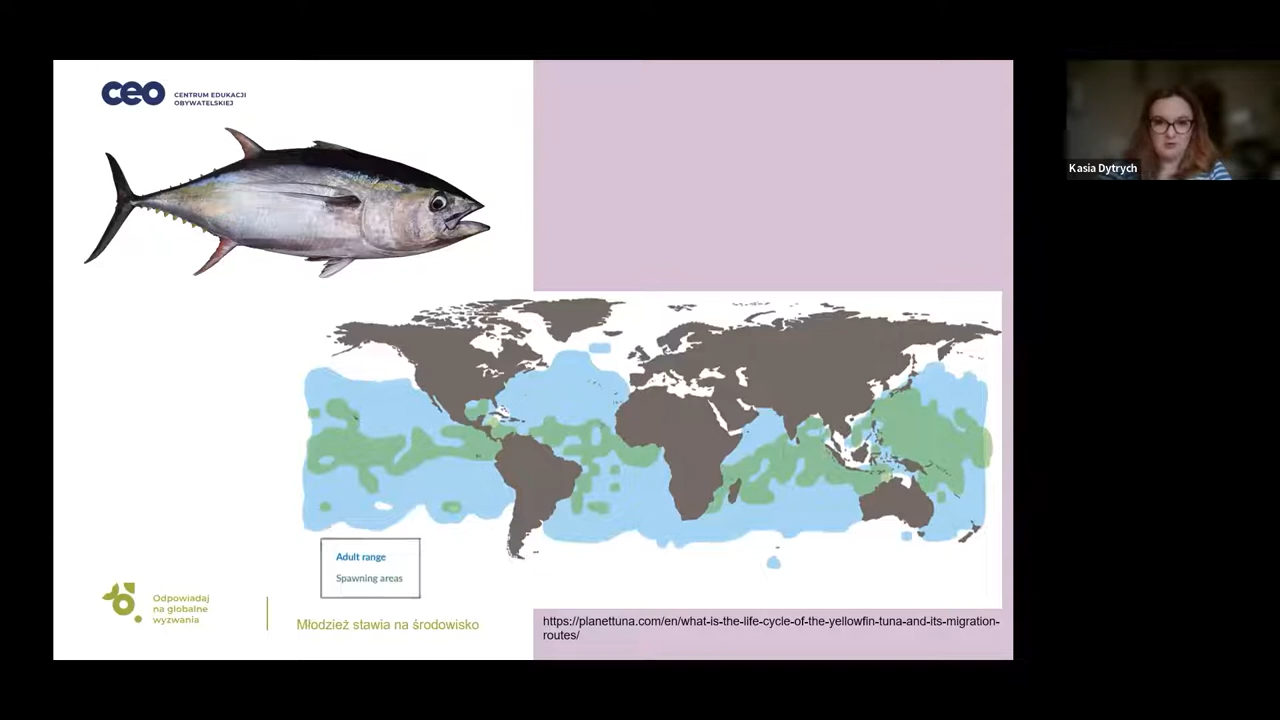 ceo
CENTRUM EDUKACJI
OBYWATELSKIEJ
Kasia Dytrych
Adult range
Spawning areas
Odpowiadaj
na globalne
wyzwania
Młodzież stawia na środowisko
https://planettuna.com/en/what-is-the-life-cycle-of-the-yellowfin-tuna-and-its-migration-
routes/